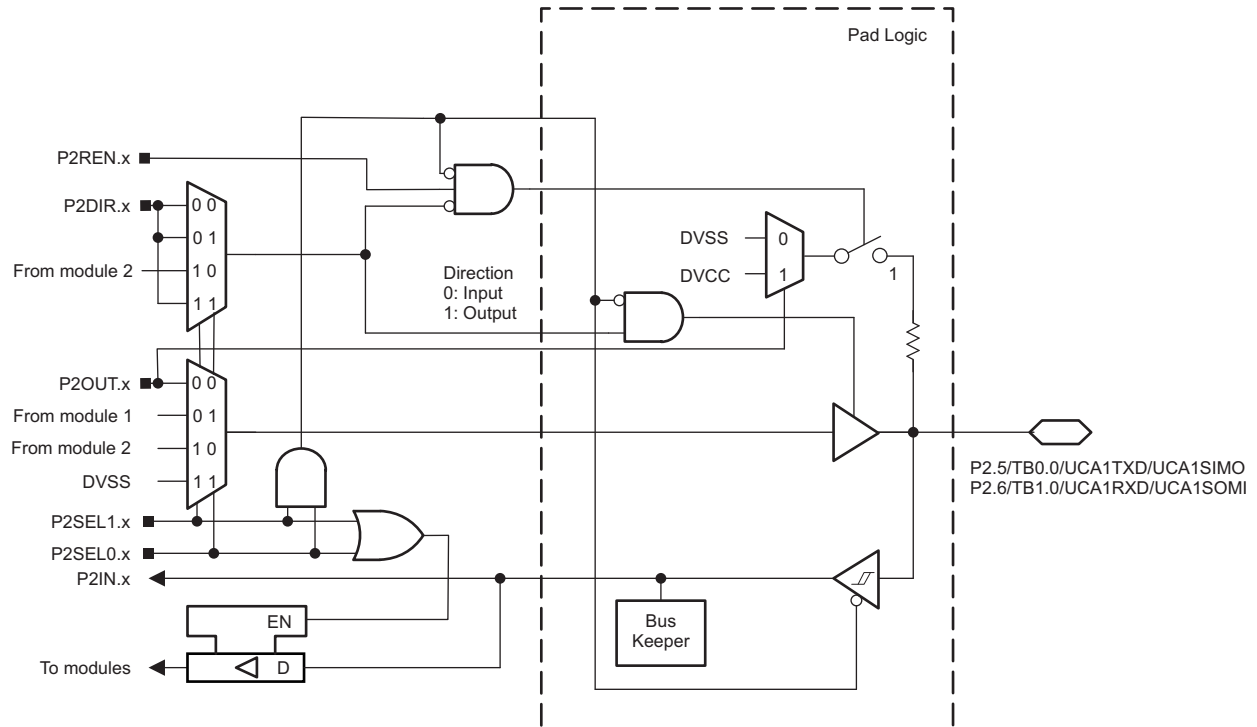 Pad Logic
P2REN.x
P2DIR.x
0 0
0 1
From module 2
1 0
1 1
Direction
0: Input
1: Output
DVSS
0
DVCC
1
1
P2OUT.x
0 0
From module 1
0 1
From module 2
1 0
DVSS
1 1
P2.5/TB0.0/UCA1TXD/UCA1SIMO
P2.6/TB1.0/UCA1RXD/UCA1SOMI
P2SEL1.x
P2SEL0.x
P2IN.x
EN
Bus
Keeper
To modules
D